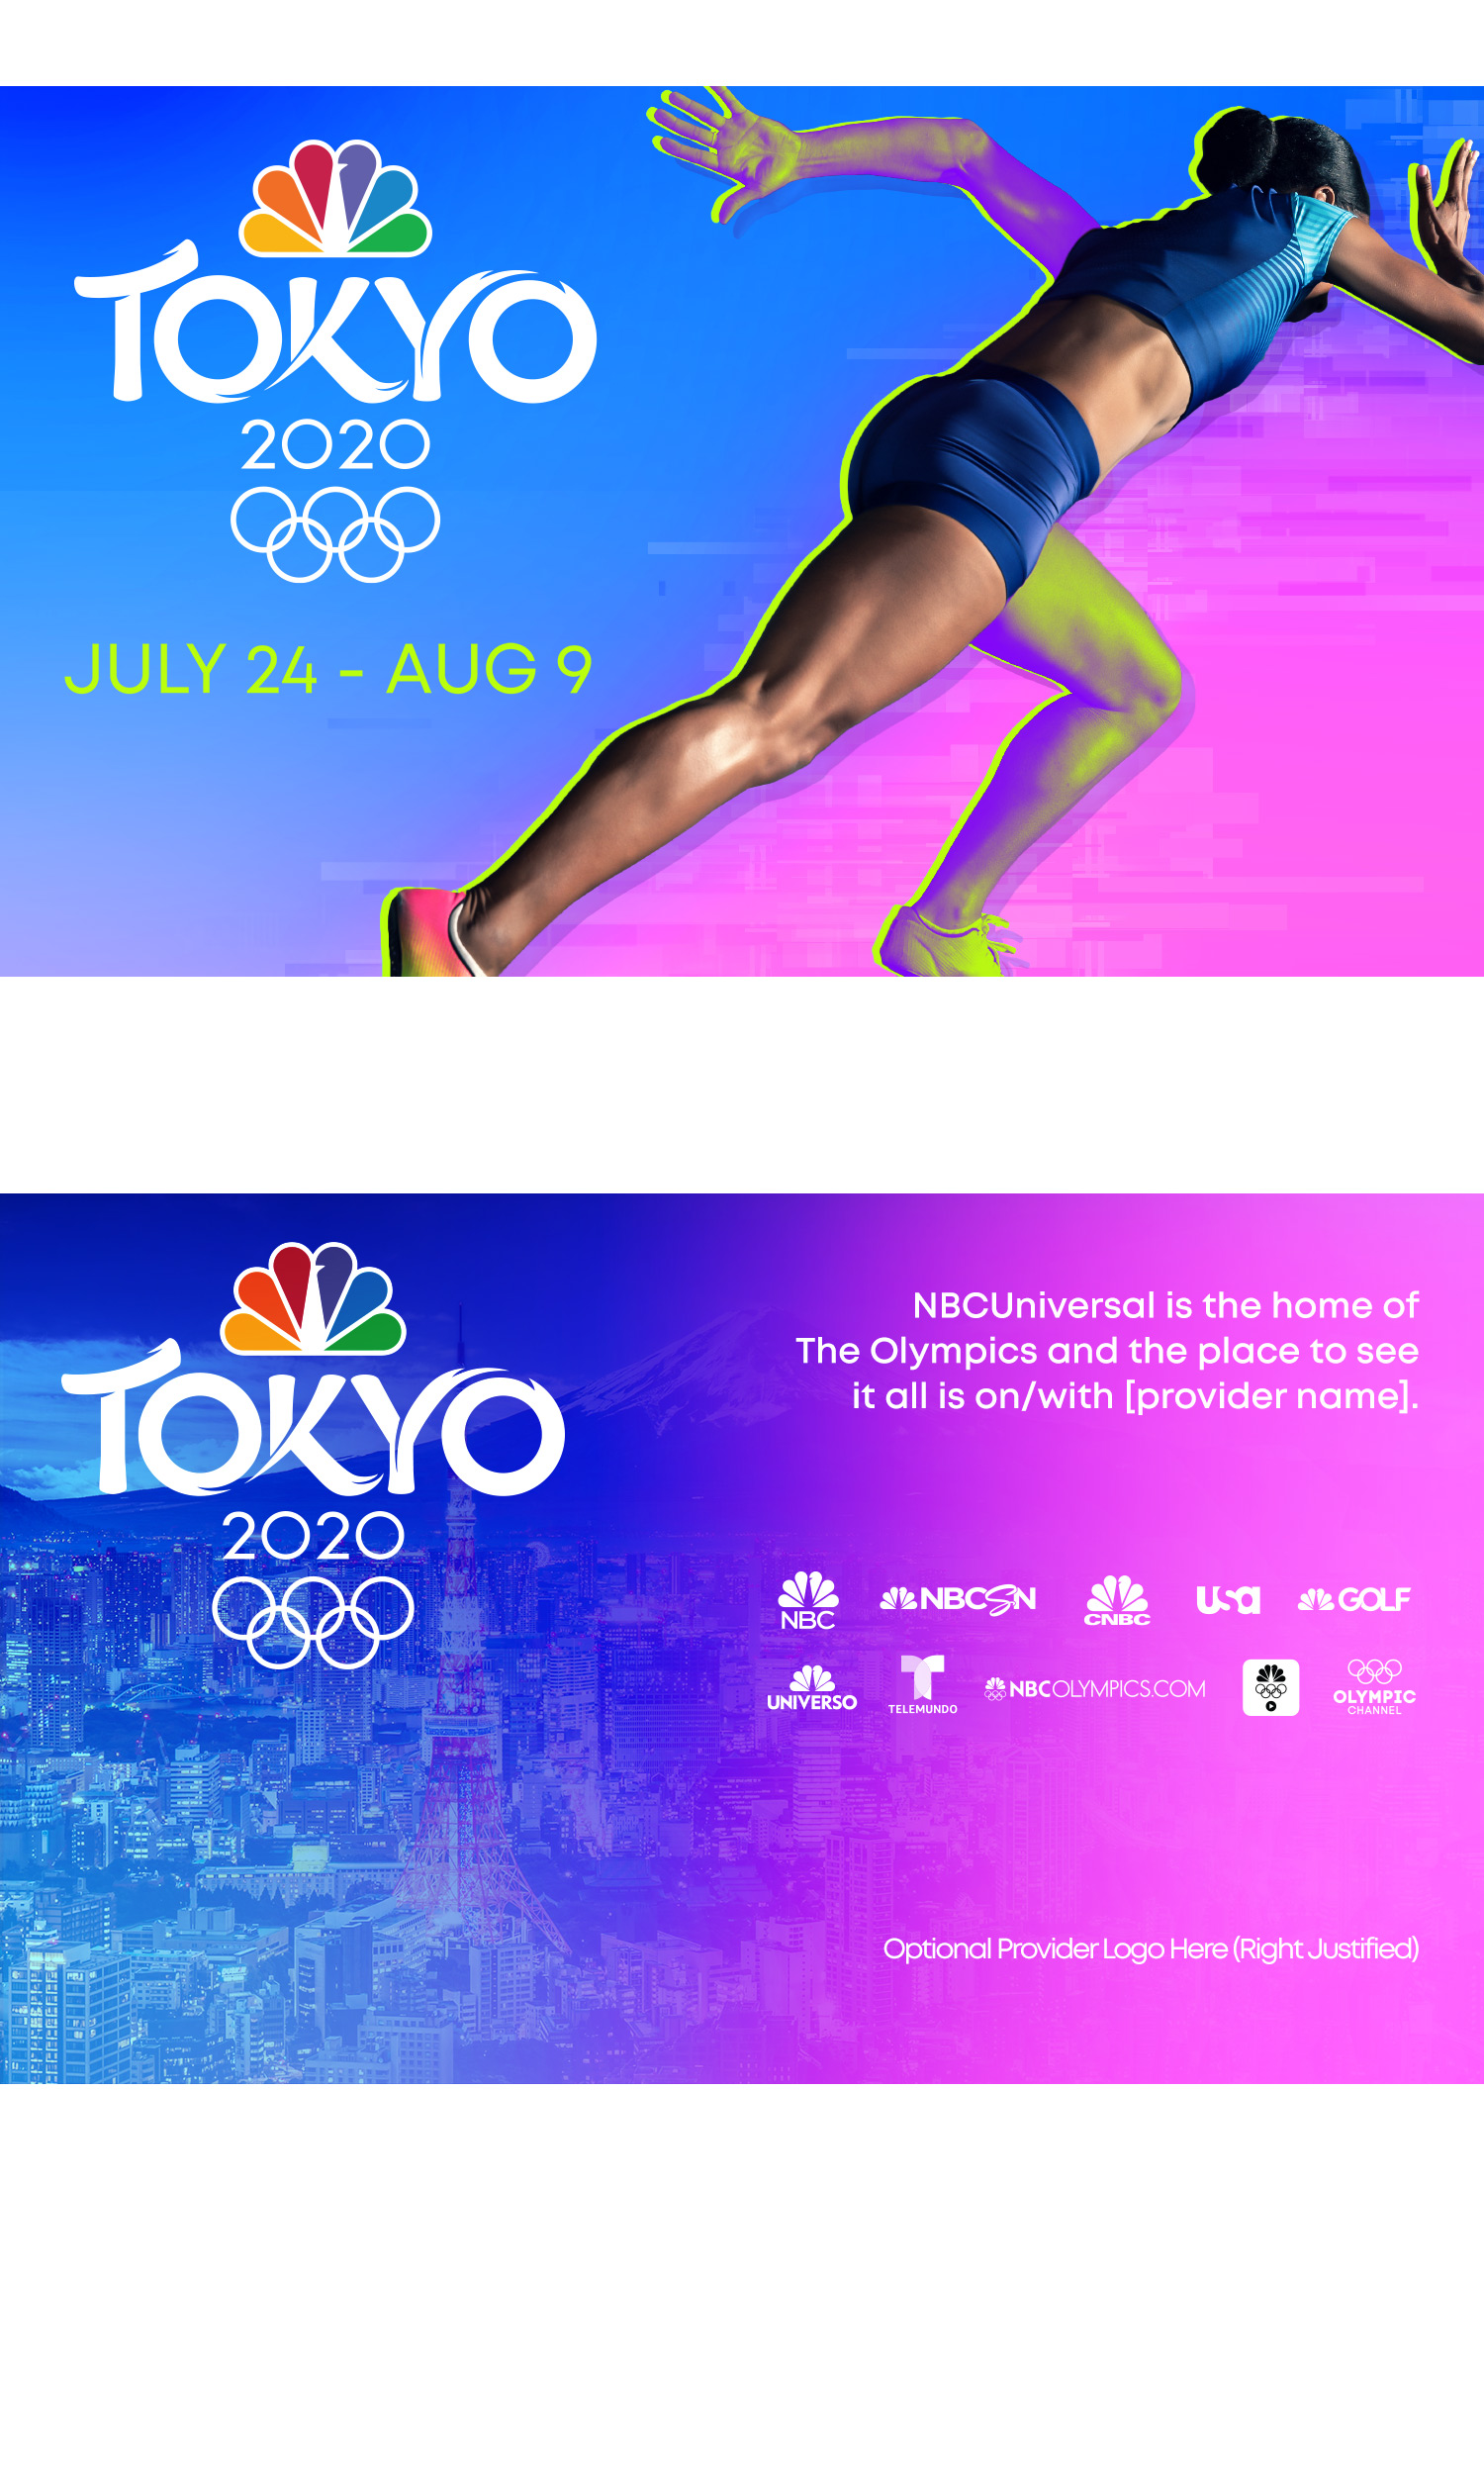 TOKYO
2020
JULY 24 - AUG 9
TOKYO
2020
NBCUniversal is the home of
The Olympics and the place to see
it all is on/with [provider name].
NBC NBCSN CNBC usa GOLF
UNIVERSO TELEMUNDO NBCOLYMPICS.COM OLYMPIC CHANNEL
Optional Provider Logo Here (Right Justified)